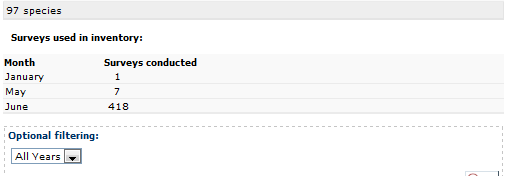 97 species
Surveys used in inventory:
Month Surveys conducted
January 1
May 7
June 418
Optional filtering:
All Years